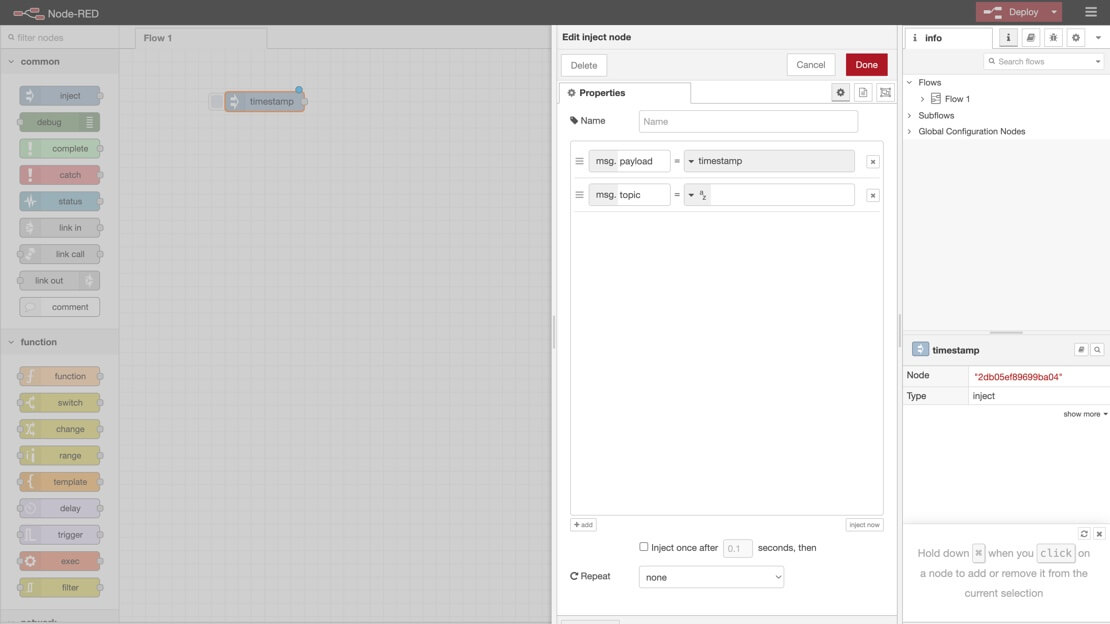 Node-RED
Deploy
filter nodes
Flow 1
common
inject
debug
complete
catch
status
link in
link call
link out
comment
function
function
switch
change
range
template
delay
trigger
exec
filter
network
timestamp
Edit inject node
Delete
Cancel
Done
Properties
Name
Name
msg. payload = timestamp
msg. topic = a z
add
inject now
Inject once after 0.1 seconds, then
Repeat
none
info
Search flows
Flows
Flow 1
Subflows
Global Configuration Nodes
timestamp
Node "2db05ef89699ba04"
Type inject
show more
Hold down ⌘ when you click on
a node to add or remove it from the
current selection